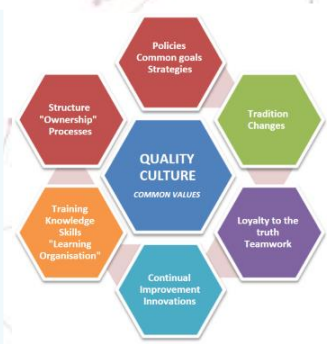 Policies
Common goals
Strategies
Structure
"Ownership"
Processes
Tradition
Changes
QUALITY
CULTURE
COMMON VALUES
Training
Knowledge
Skills
"Learning
Organisation"
Loyalty to the
truth
Teamwork
Continual
Improvement
Innovations